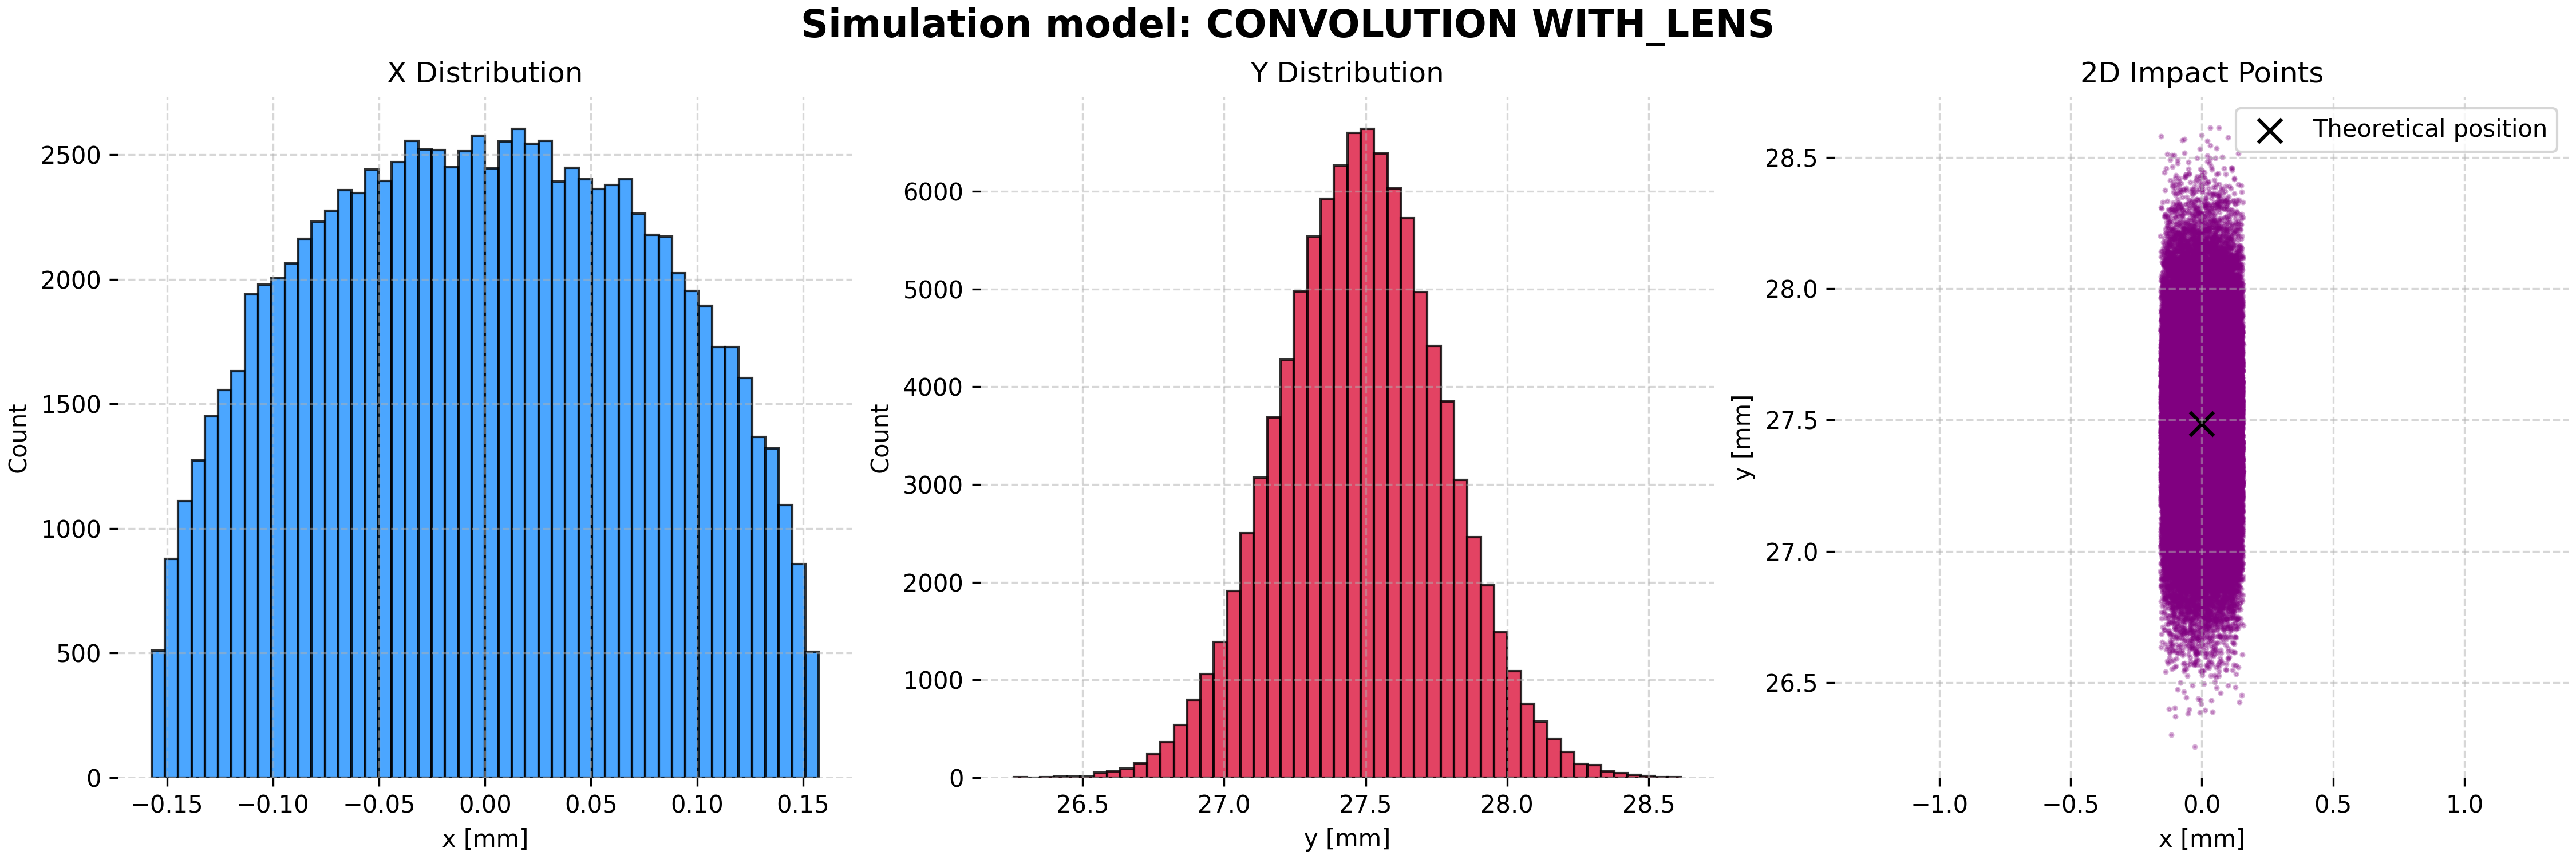 Simulation model: CONVOLUTION WITH_LENS
X Distribution
Count
2500
2000
1500
1000
500
0
−0.15 −0.10 −0.05 0.00 0.05 0.10 0.15
x [mm]
Y Distribution
Count
6000
5000
4000
3000
2000
1000
0
26.5 27.0 27.5 28.0 28.5
y [mm]
2D Impact Points
Theoretical position
y [mm]
28.5
28.0
27.5
27.0
26.5
−1.0 −0.5 0.0 0.5 1.0
x [mm]